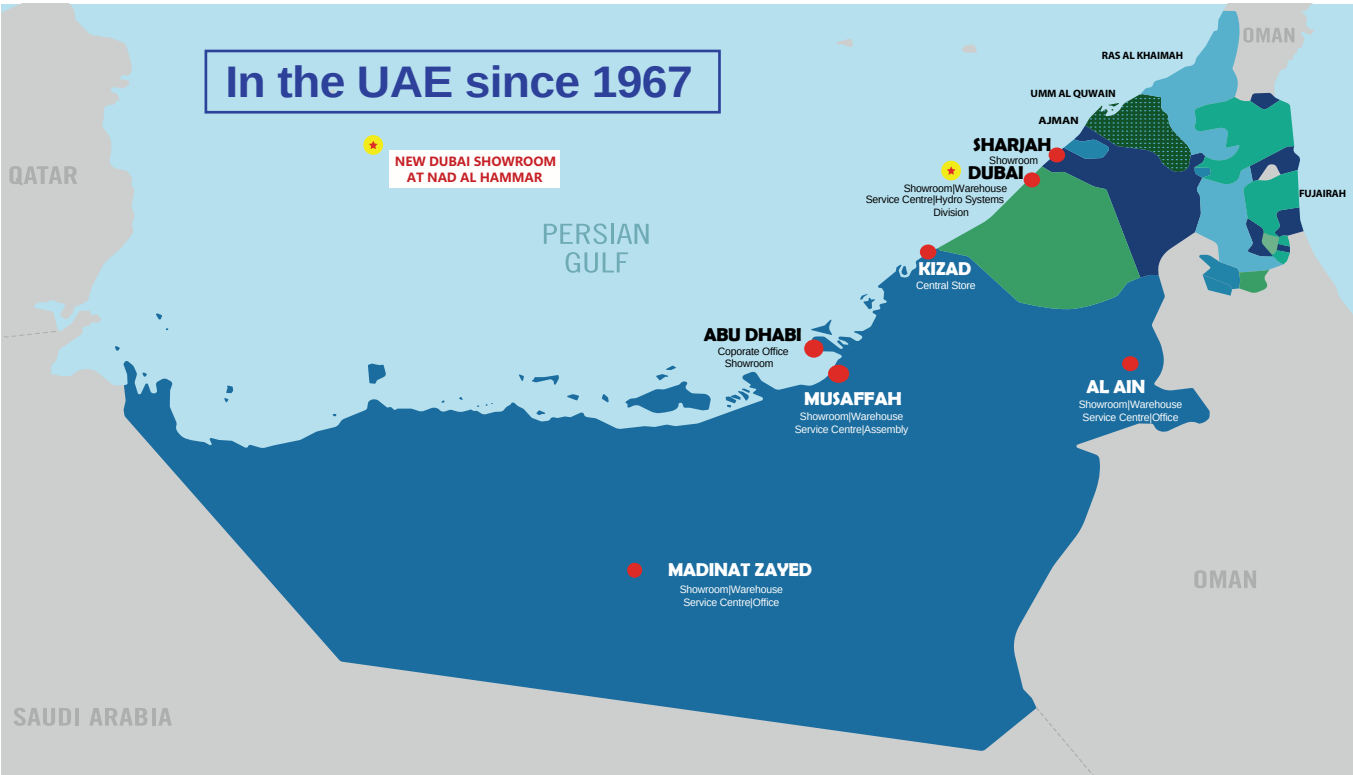 In the UAE since 1967
OMAN
RAS AL KHAIMAH
UMM AL QUWAIN
AJMAN
SHARJAH
Showroom
NEW DUBAI SHOWROOM
AT NAD AL HAMMAR
QATAR
DUBAI
Showroom|Warehouse
Service Centre|Hydro Systems
Division
FUJAIRAH
PERSIAN
GULF
KIZAD
Central Store
ABU DHABI
Coporate Office
Showroom
MUSAFFAH
Showroom|Warehouse
Service Centre|Assembly
AL AIN
Showroom|Warehouse
Service Centre|Office
MADINAT ZAYED
Showroom|Warehouse
Service Centre|Office
OMAN
SAUDI ARABIA